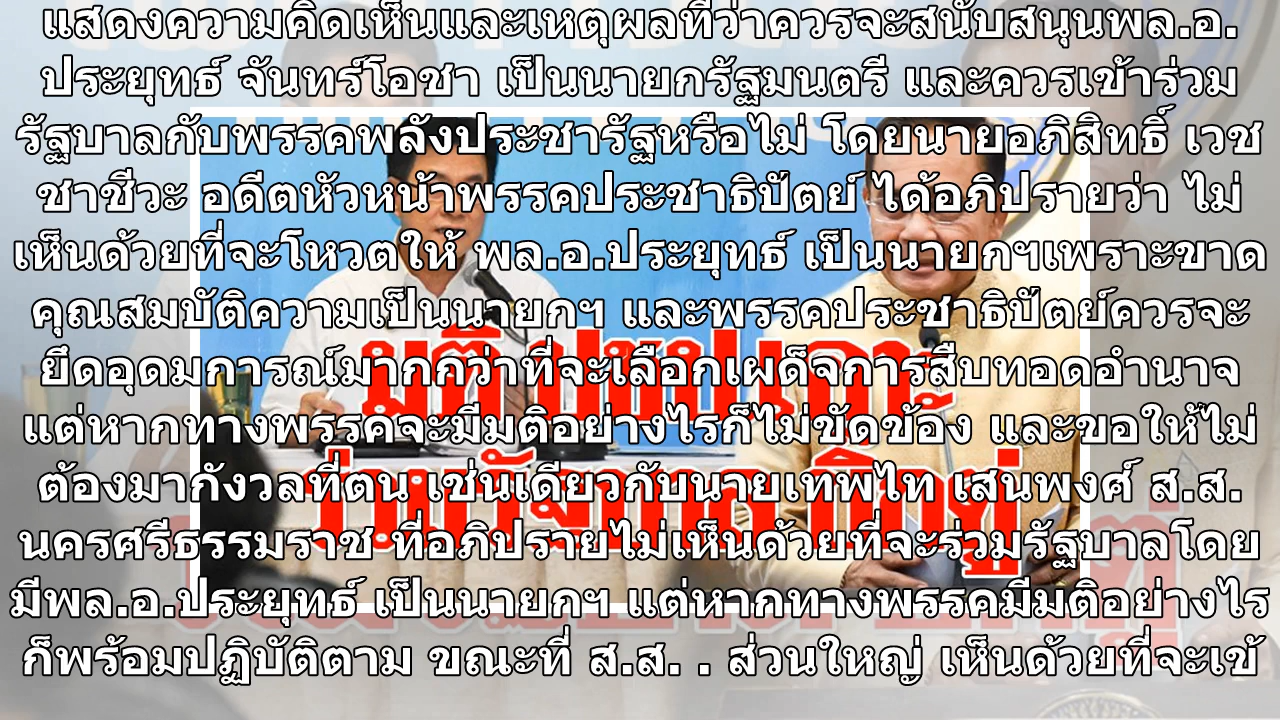 แสดงความคิดเห็นและเหตุผลที่ว่าควรจะสนับสนุนพล.อ.
ประยุทธ์ จันทร์โอชา เป็นนายกรัฐมนตรี และควรเข้าร่วม
รัฐบาลกับพรรคพลังประชารัฐหรือไม่ โดยนายอภิสิทธิ์ เวช
ชาชีวะ อดีตหัวหน้าพรรคประชาธิปัตย์ ได้อภิปรายว่า ไม่
เห็นด้วยที่จะโหวตให้ พล.อ.ประยุทธ์ เป็นนายกฯเพราะขาด
คุณสมบัติความเป็นนายกฯ และพรรคประชาธิปัตย์ควรจะ
ยึดอุดมการณ์มากกว่าที่จะเลือกเผด็จการสืบทอดอำนาจ
แต่หากทางพรรคจะมีมติอย่างไรก็ไม่ขัดข้อง และขอให้ไม่
ต้องมากังวลที่ตน เช่นเดียวกับนายเทพไท เสนพงศ์ ส.ส.
นครศรีธรรมราช ที่อภิปรายไม่เห็นด้วยที่จะร่วมรัฐบาลโดย
มีพล.อ.ประยุทธ์ เป็นนายกฯ แต่หากทางพรรคมีมติอย่างไร
ก็พร้อมปฏิบัติตาม ขณะที่ ส.ส. . ส่วนใหญ่ เห็นด้วยที่จะเข้